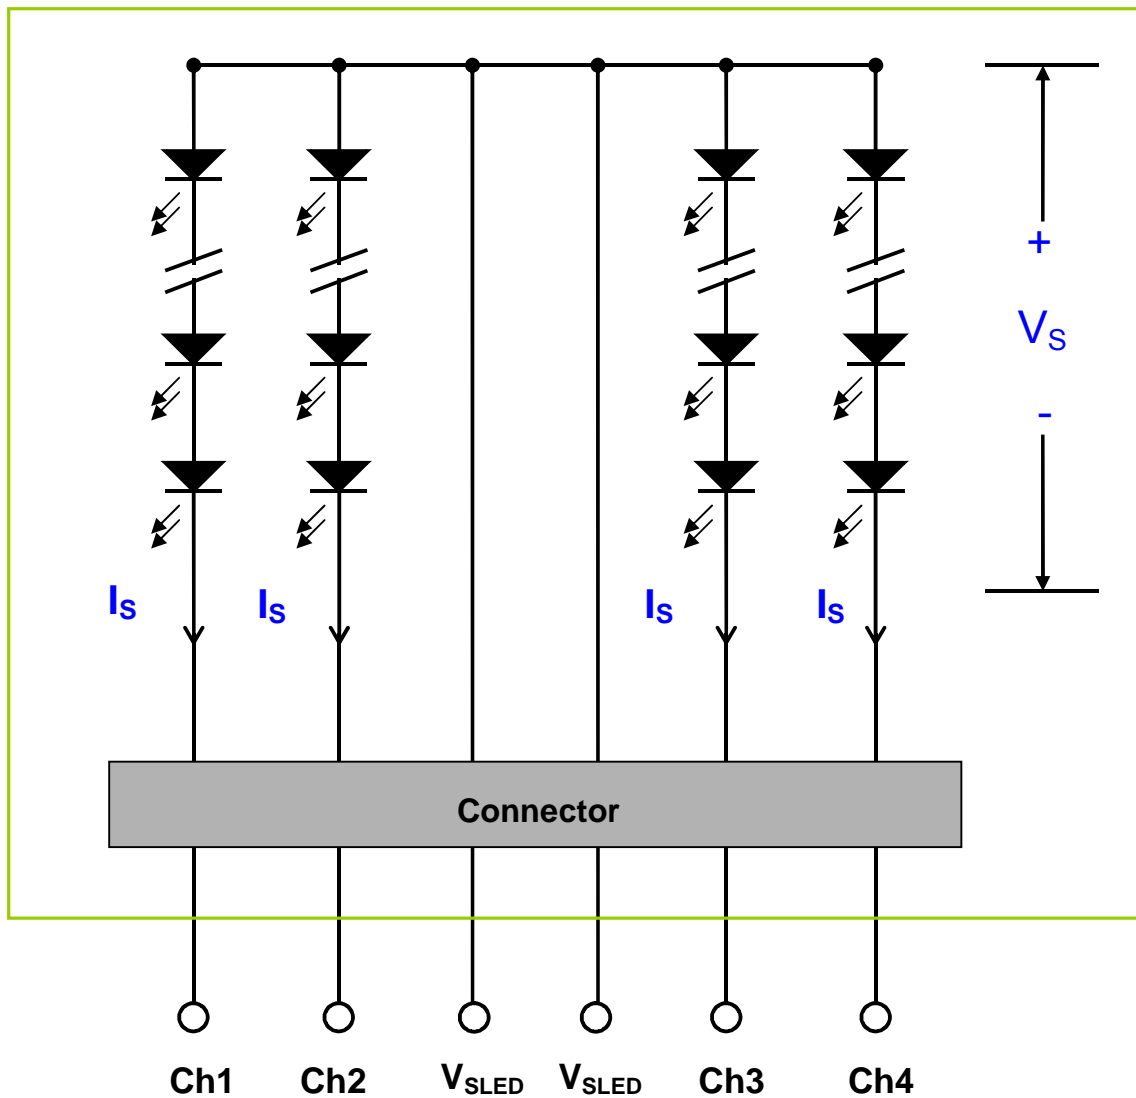 +
VS
-
IS IS IS IS
Connector
Ch1 Ch2 VSLED VSLED Ch3 Ch4